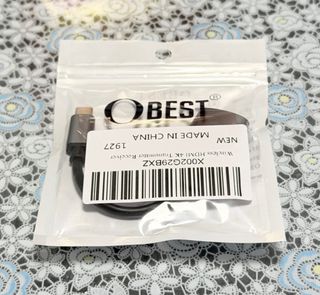 OBEST®
X002G29BXZ
Wireless HDMI 4K Transmitter Receiver
NEW 1927
MADE IN CHINA